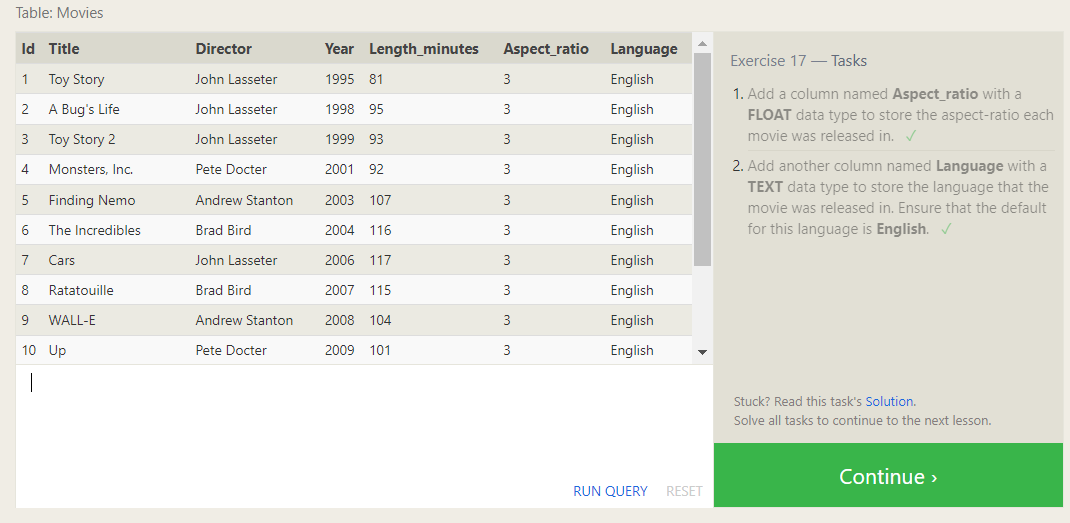 Table: Movies
Id Title Director Year Length_minutes Aspect_ratio Language
1 Toy Story John Lasseter 1995 81 3 English
2 A Bug's Life John Lasseter 1998 95 3 English
3 Toy Story 2 John Lasseter 1999 93 3 English
4 Monsters, Inc. Pete Docter 2001 92 3 English
5 Finding Nemo Andrew Stanton 2003 107 3 English
6 The Incredibles Brad Bird 2004 116 3 English
7 Cars John Lasseter 2006 117 3 English
8 Ratatouille Brad Bird 2007 115 3 English
9 WALL-E Andrew Stanton 2008 104 3 English
10 Up Pete Docter 2009 101 3 English
RUN QUERY RESET
Exercise 17 — Tasks
1. Add a column named Aspect_ratio with a
FLOAT data type to store the aspect-ratio each
movie was released in. ✓
2. Add another column named Language with a
TEXT data type to store the language that the
movie was released in. Ensure that the default
for this language is English. ✓
Stuck? Read this task's Solution.
Solve all tasks to continue to the next lesson.
Continue ›